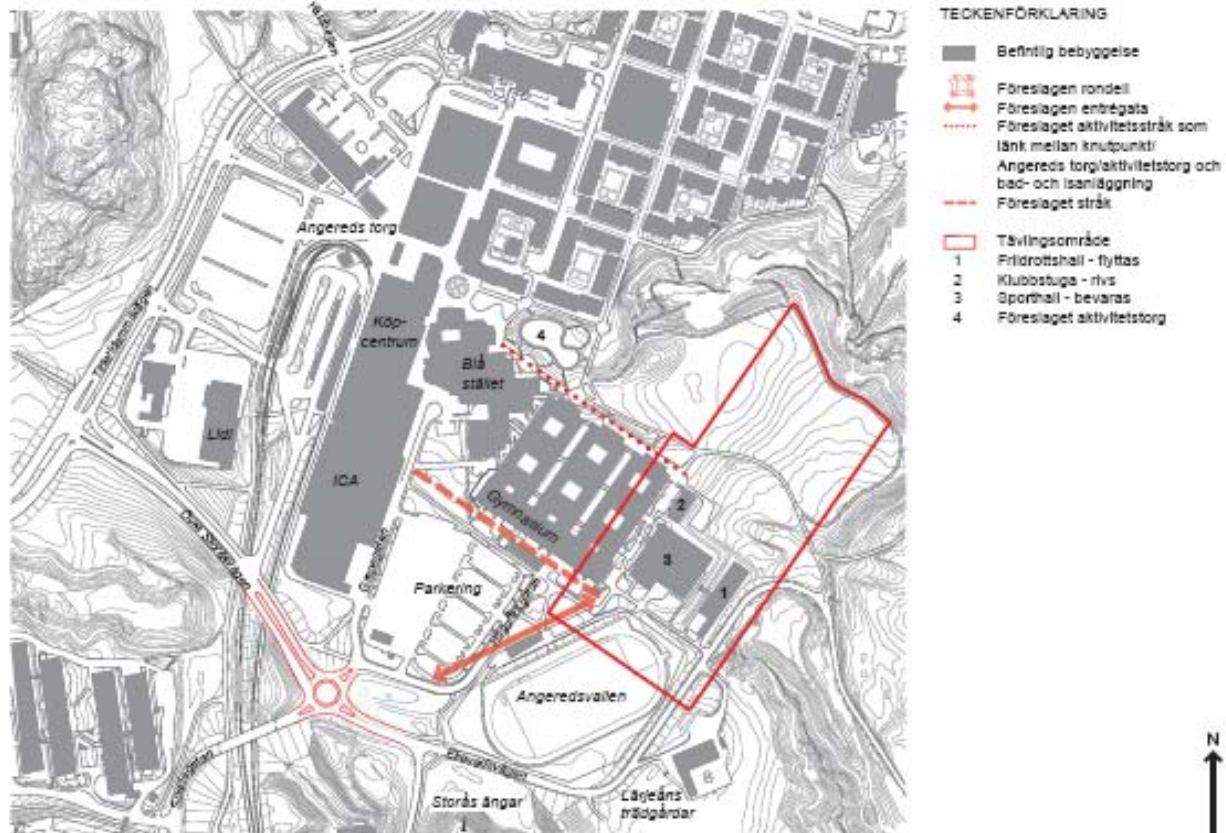 TECKENFÖRKLARING
Befintlig bebyggelse
Föreslagen rondell
Föreslagen entrégata
Föreslaget aktivitetsstråk som
länk mellan knutpunkt/
Angereds torg/aktivitetstorg och
bad- och isanläggning
Föreslaget stråk
Tävlingsområde
1 Friidrottshall - flyttas
2 Klubbstuga - rivs
3 Sporthall - bevaras
4 Föreslaget aktivitetstorg
N
Angereds torg
Köp-
centrum
4
Blå
stället
Lidl
ICA
Gymnasium
2
3
1
Parkering
Angeredsvallen
Storås ängar
Lärjeåns
trädgårdar